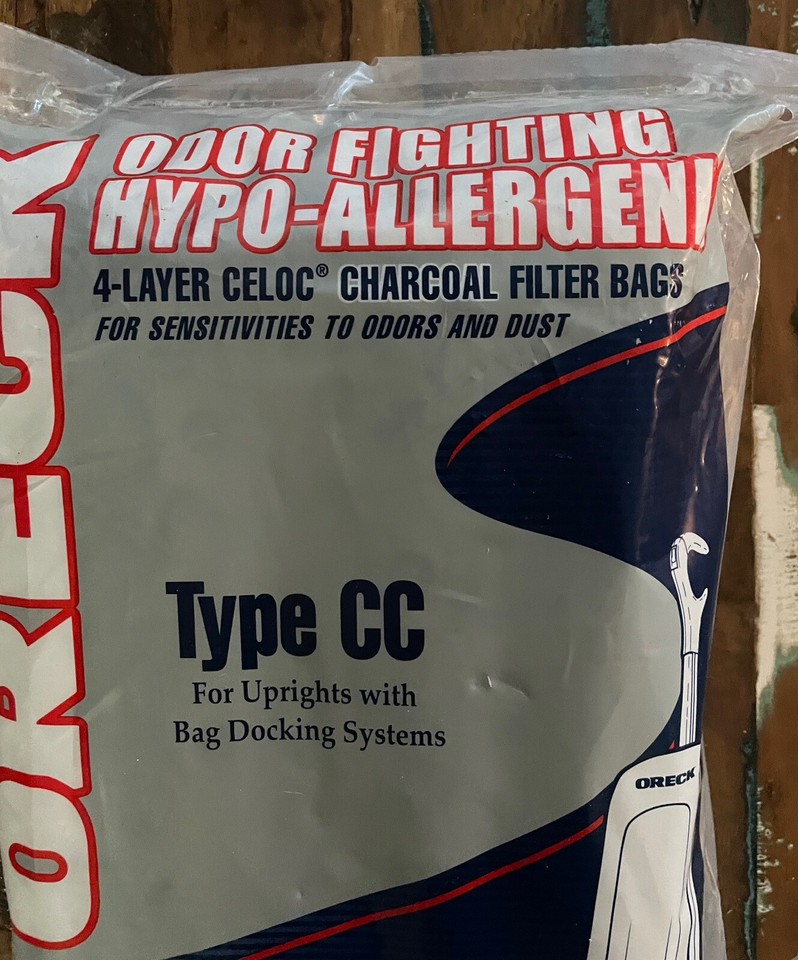 ORECK
ODOR FIGHTING
HYPO-ALLERGEN
4-LAYER CELOC® CHARCOAL FILTER BAGS
FOR SENSITIVITIES TO ODORS AND DUST
Type CC
For Uprights with
Bag Docking Systems
ORECK